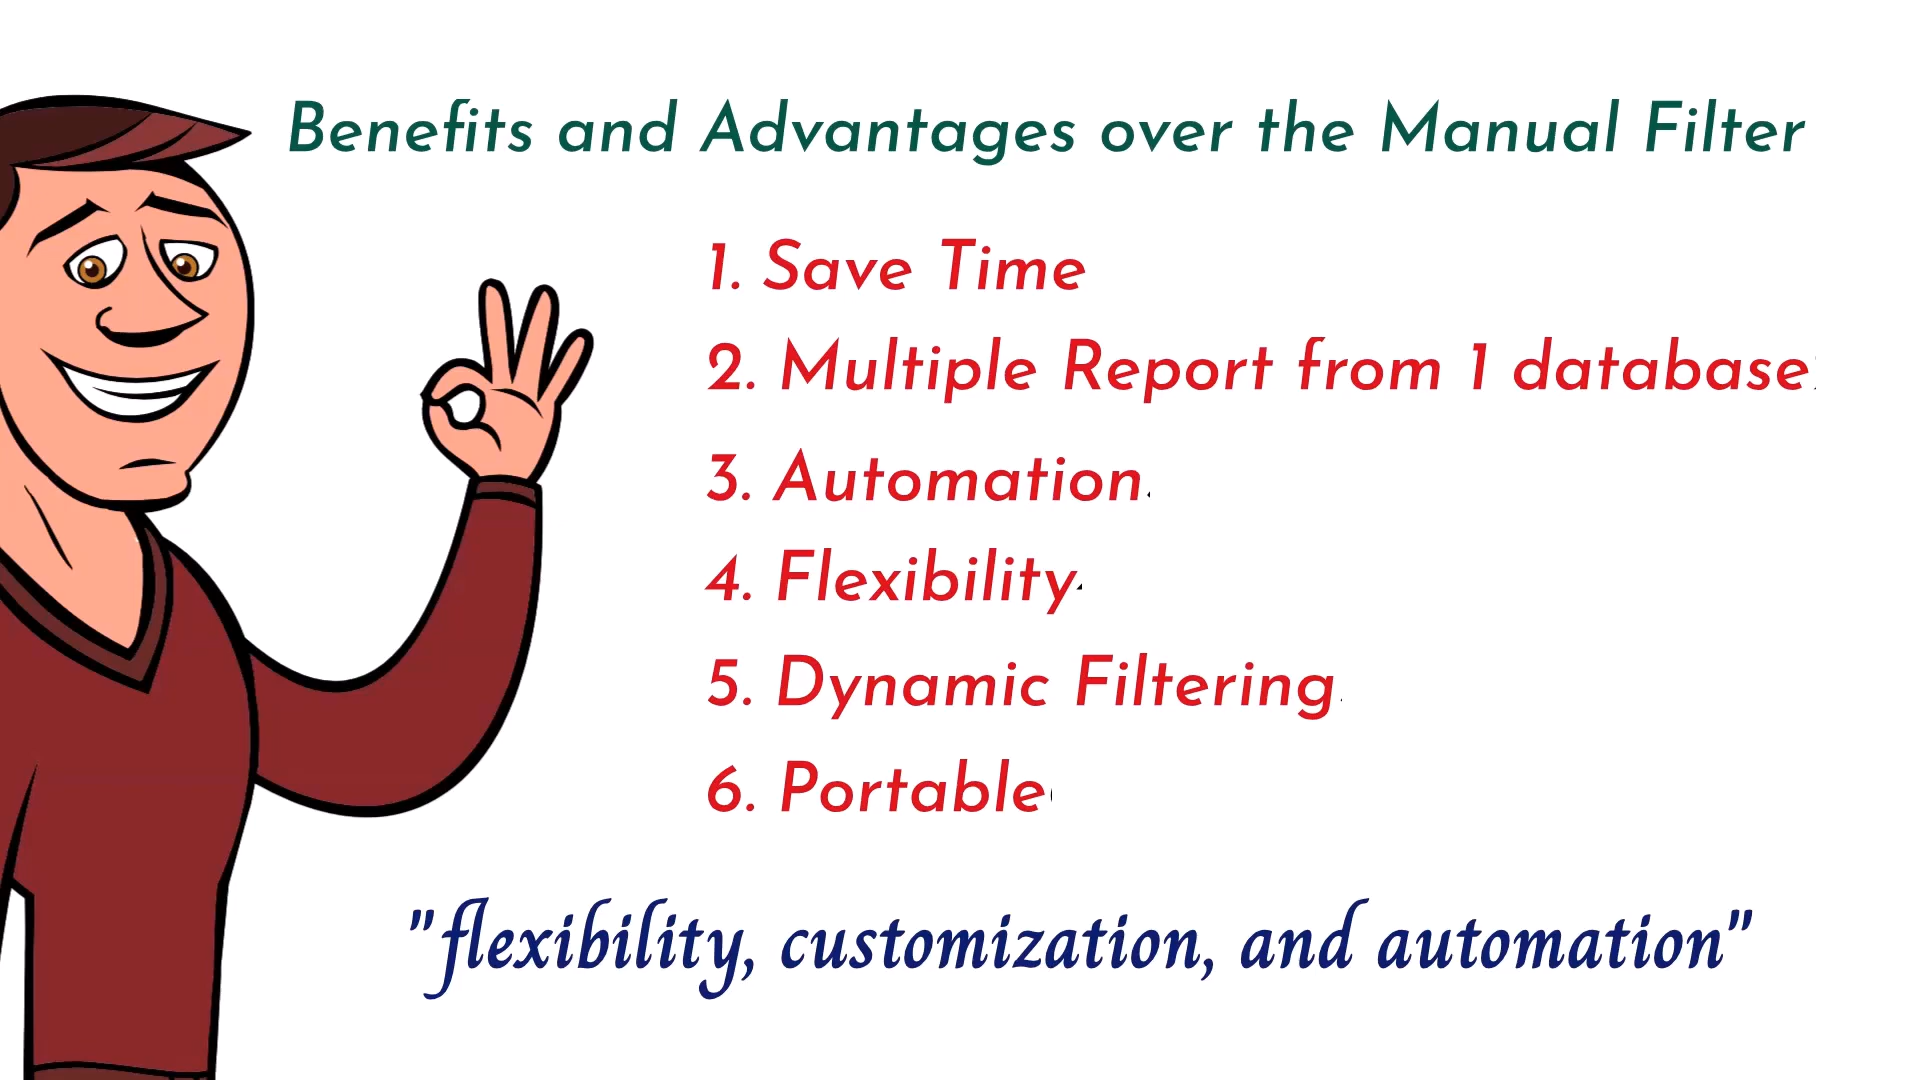 Benefits and Advantages over the Manual Filter
1. Save Time
2. Multiple Report from 1 database
3. Automation
4. Flexibility
5. Dynamic Filtering
6. Portable
"flexibility, customization, and automation"